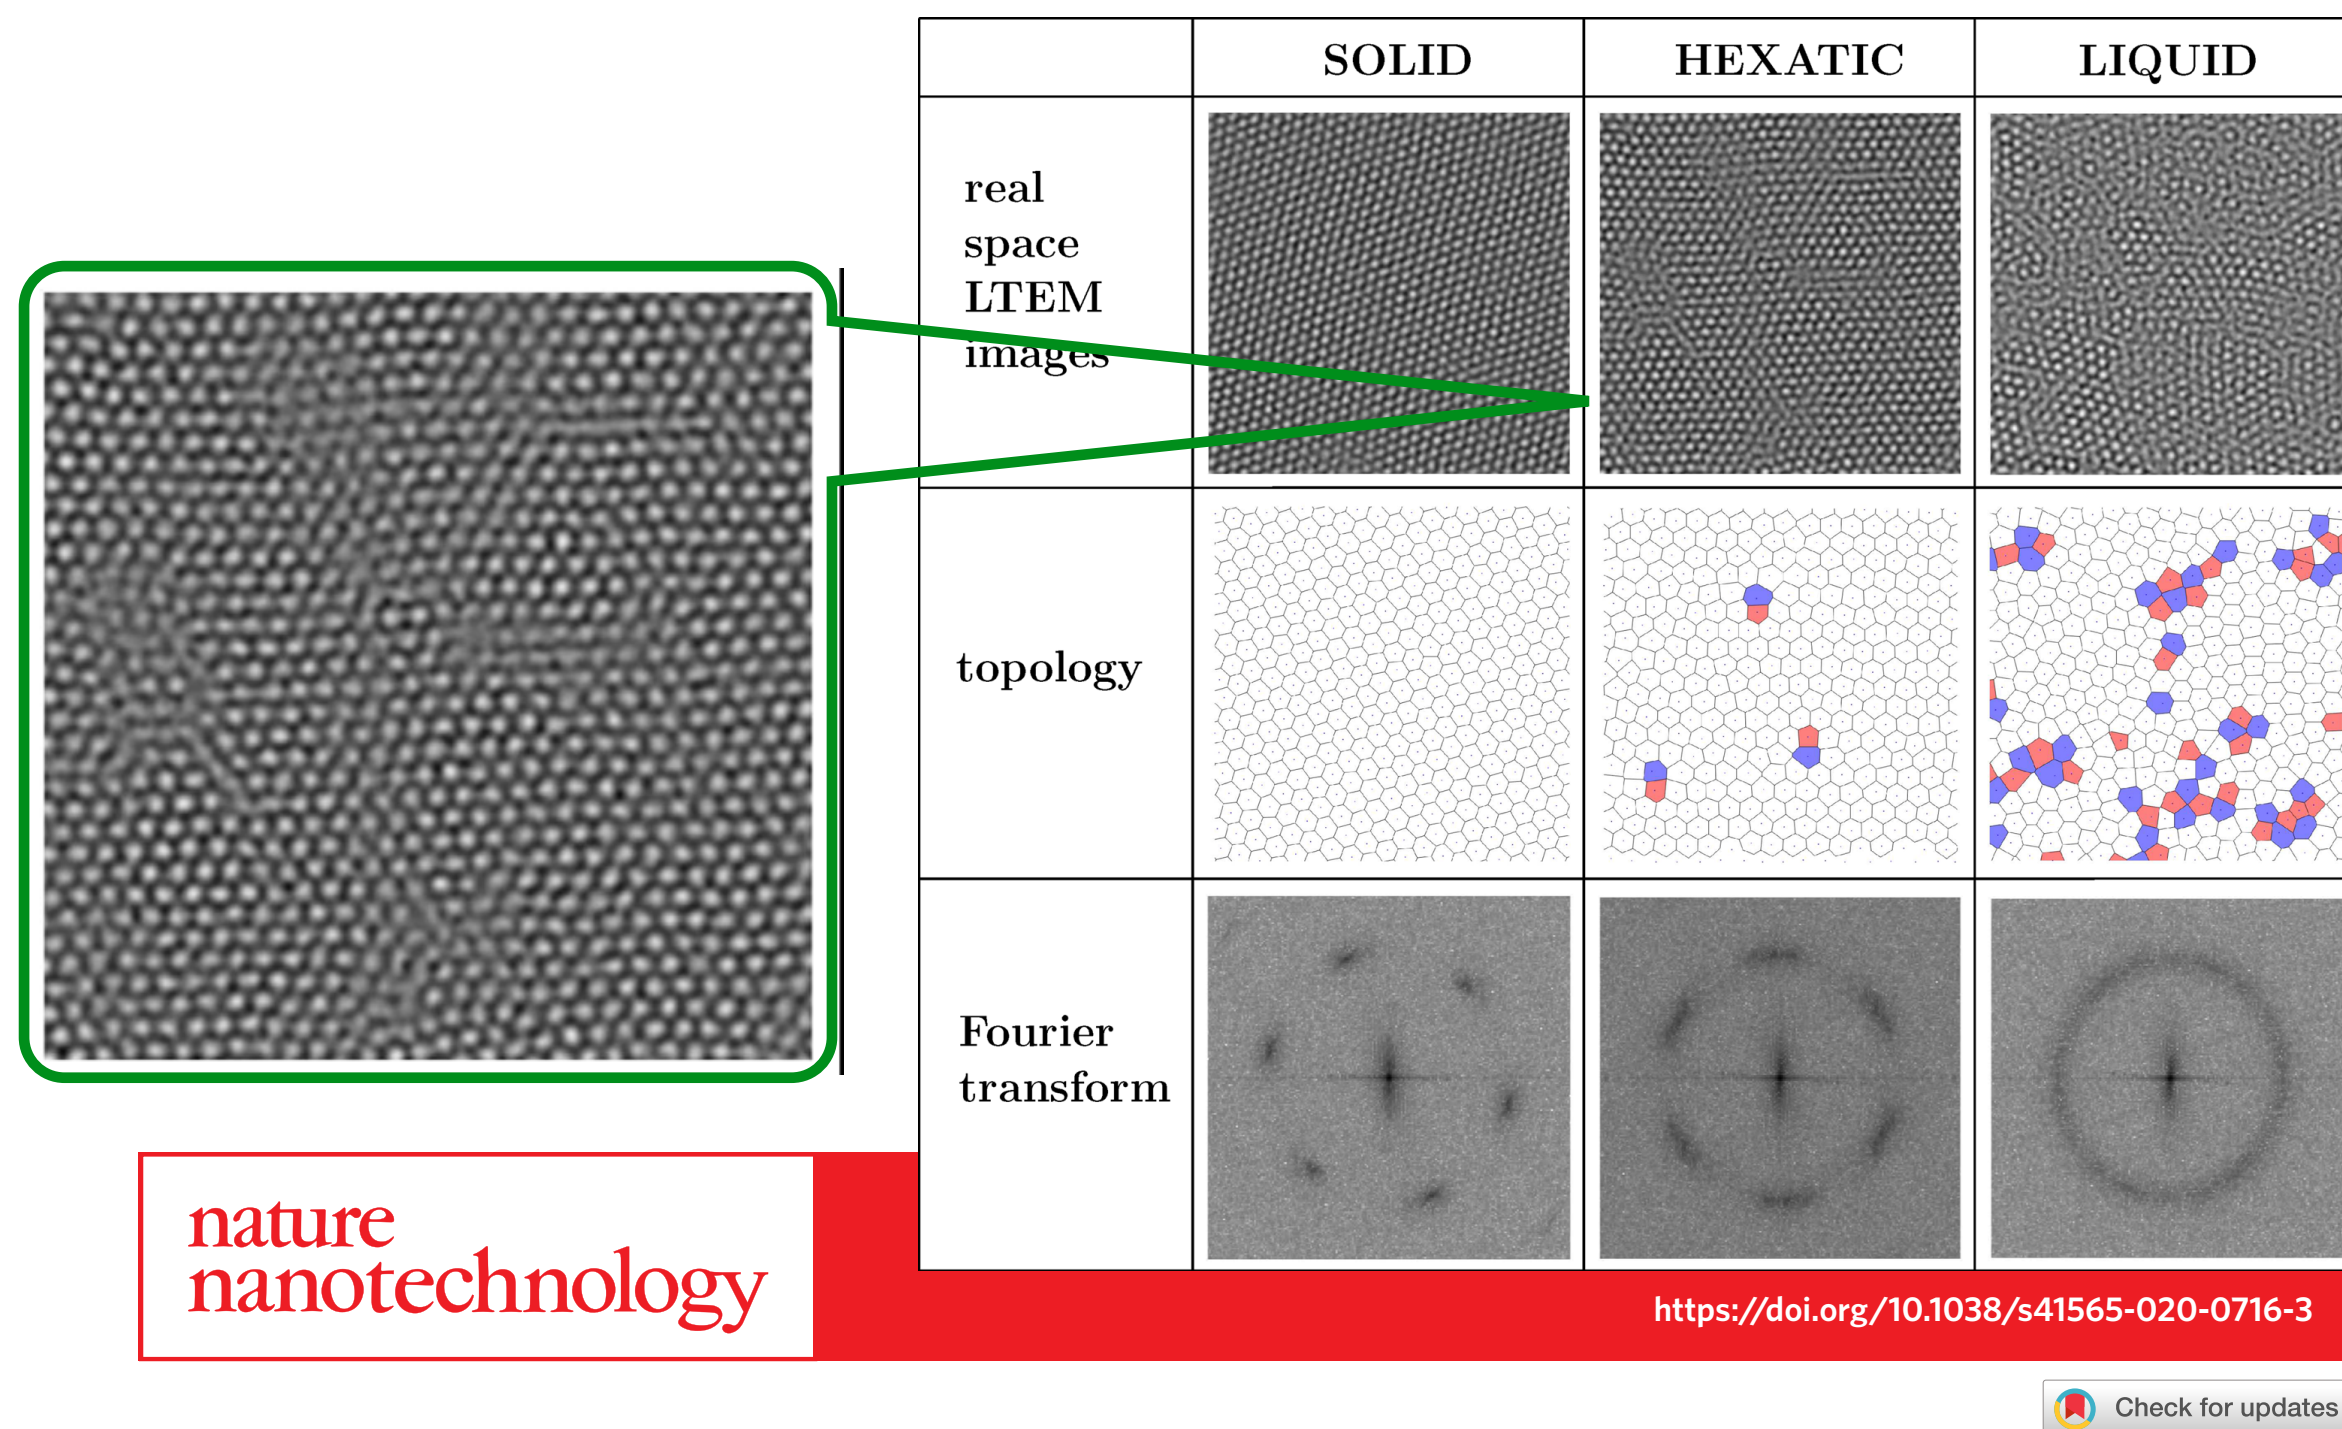 SOLID
HEXATIC
LIQUID
real
space
LTEM
images
topology
Fourier
transform
nature
nanotechnology
https://doi.org/10.1038/s41565-020-0716-3
Check for updates